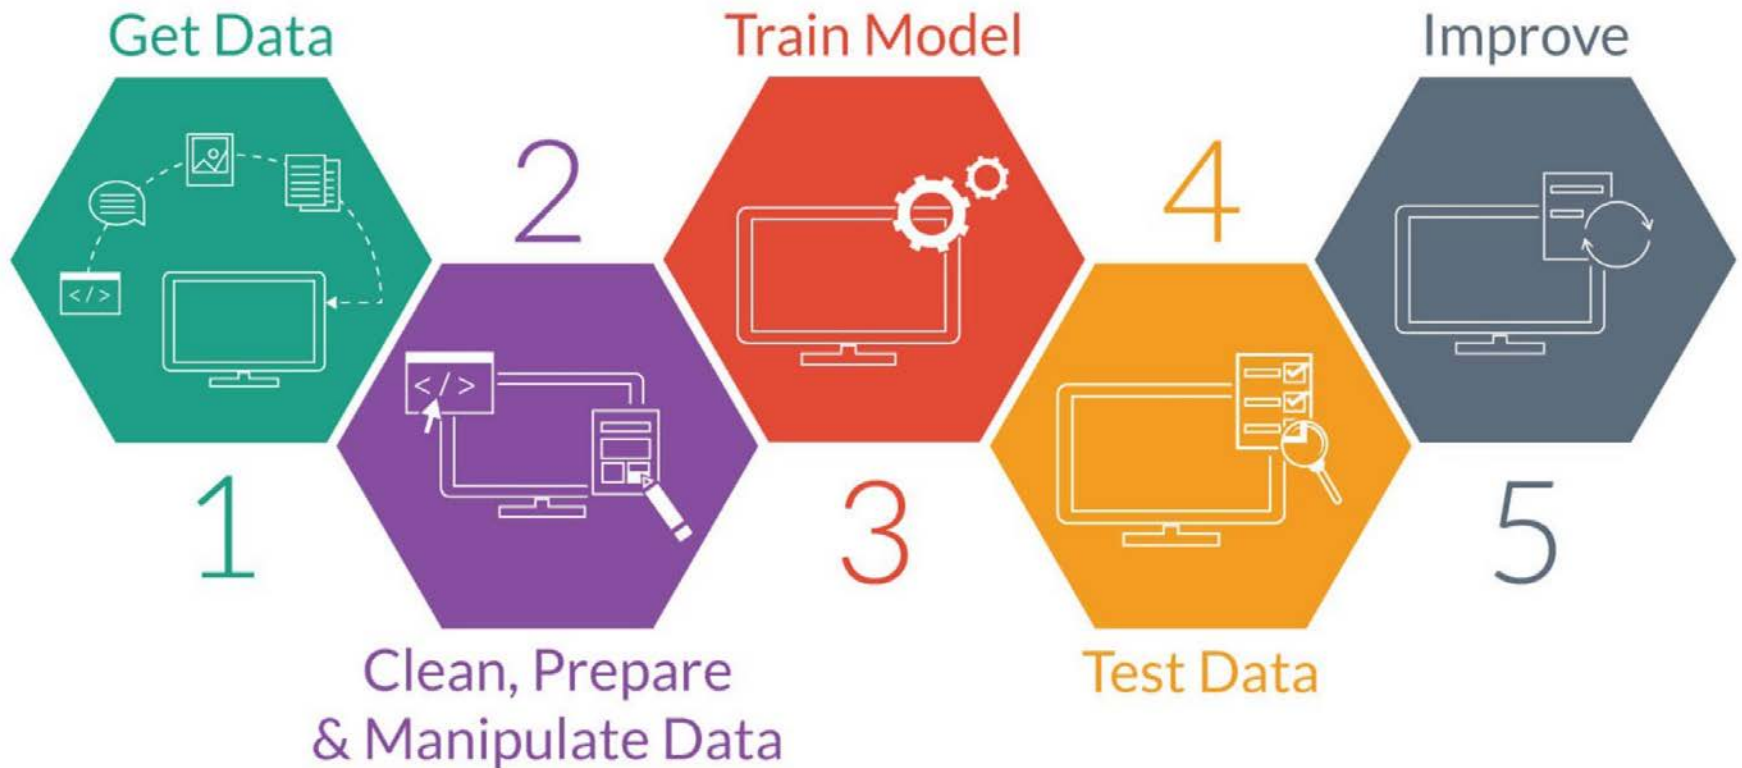 Get Data
1
</>
2
</>
Clean, Prepare
& Manipulate Data
Train Model
3
4
Test Data
Improve
5